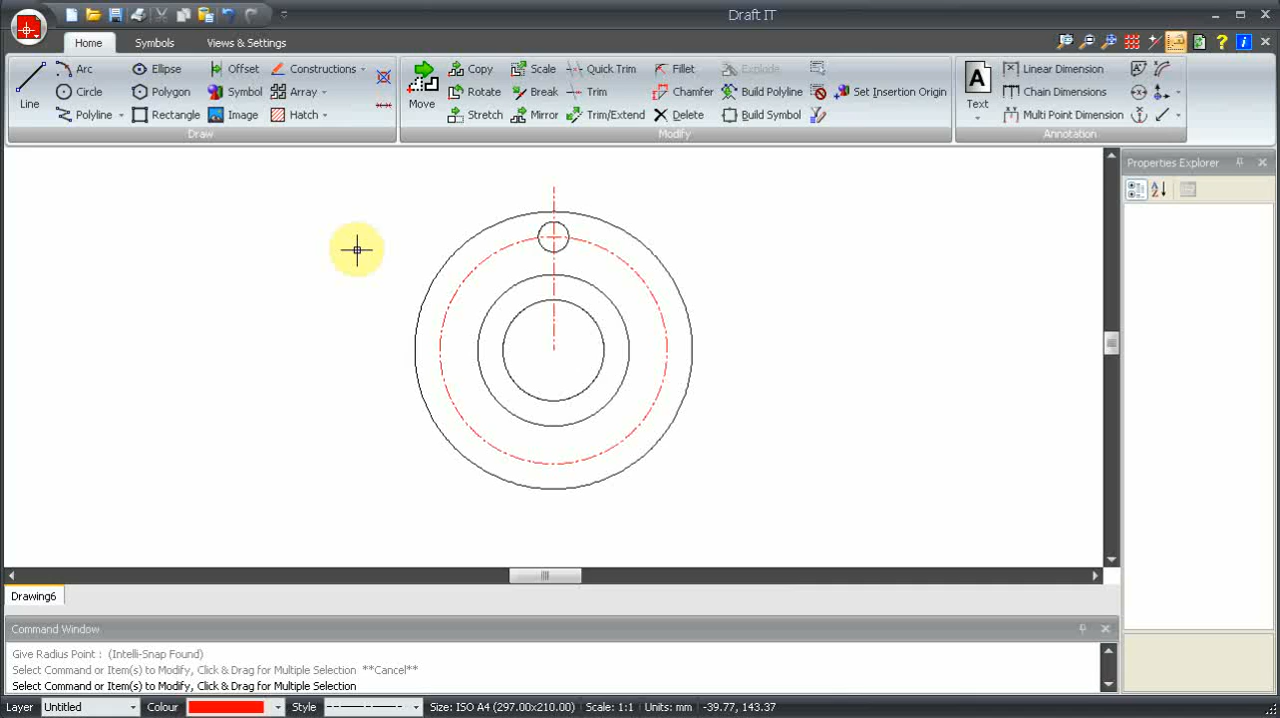 Draft IT
Home Symbols Views & Settings
Line Arc Ellipse Offset Constructions
Circle Polygon Symbol Array
Polyline Rectangle Image Hatch
Draw
Move Copy Scale Quick Trim Fillet Explode
Rotate Break Trim Chamfer Build Polyline Set Insertion Origin
Stretch Mirror Trim/Extend Delete Build Symbol
Modify
A Text Linear Dimension
Chain Dimensions
Multi Point Dimension
Annotation
Properties Explorer
Drawing6
Command Window
Give Radius Point : (Intelli-Snap Found)
Select Command or Item(s) to Modify, Click & Drag for Multiple Selection **Cancel**
Select Command or Item(s) to Modify, Click & Drag for Multiple Selection
Layer Untitled Colour Style Size: ISO A4 (297.00x210.00) Scale: 1:1 Units: mm -39.77, 143.37